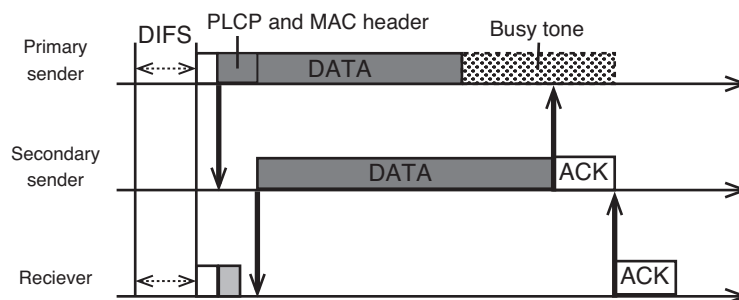 PLCP and MAC header
DIFS
Busy tone
Primary
sender
DATA
Secondary
sender
DATA
ACK
Reciever
ACK